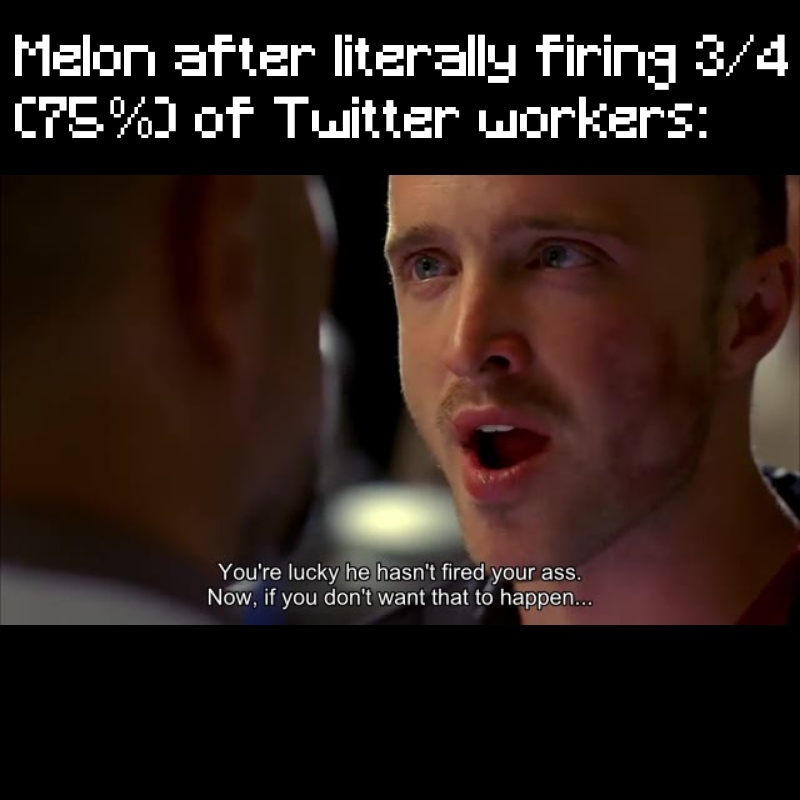 Melon after literally firing 3/4
(75%) of Twitter workers:
You're lucky he hasn't fired your ass.
Now, if you don't want that to happen...